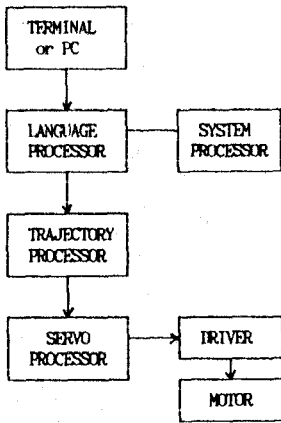 TERMINAL
or PC
LANGUAGE
PROCESSOR
SYSTEM
PROCESSOR
TRAJECTORY
PROCESSOR
SERVO
PROCESSOR
DRIVER
MOTOR